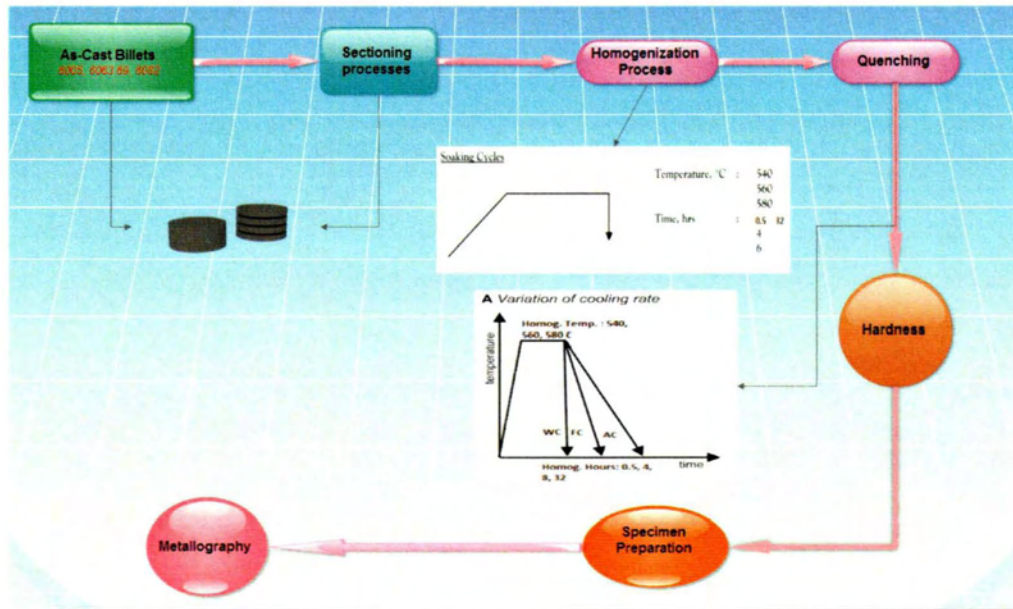 As-Cast Billets
6063
6082
Sectioning
processes
Homogenization
Process
Quenching
Soaking Cycles
Temperature, °C : 540
560
580
Time, hrs : 0.5 32
4
6
A Variation of cooling rate
Homog. Temp. : 540,
560, 580 C
temperature
WC FC AC
time
Homog. Hours: 0.5, 4,
8, 32
Hardness
Specimen
Preparation
Metallography